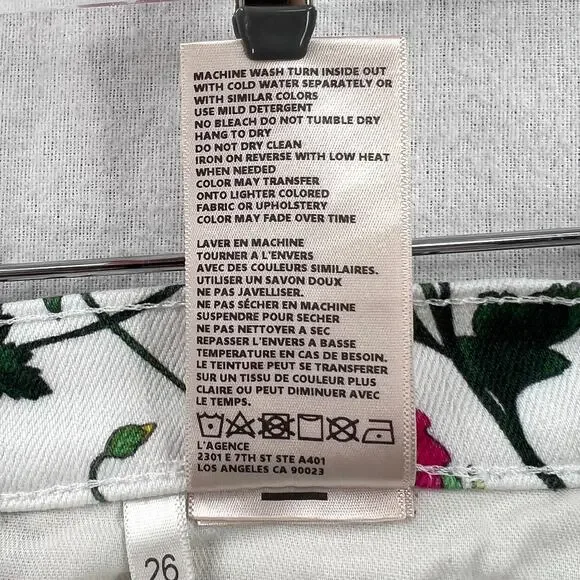 MACHINE WASH TURN INSIDE OUT
WITH COLD WATER SEPARATELY OR
WITH SIMILAR COLORS
USE MILD DETERGENT
NO BLEACH DO NOT TUMBLE DRY
HANG TO DRY
DO NOT DRY CLEAN
IRON ON REVERSE WITH LOW HEAT
WHEN NEEDED
COLOR MAY TRANSFER
ONTO LIGHTER COLORED
FABRIC OR UPHOLSTERY
COLOR MAY FADE OVER TIME
LAVER EN MACHINE
TOURNER A L'ENVERS
AVEC DES COULEURS SIMILAIRES.
UTILISER UN SAVON DOUX
NE PAS JAVELLISER.
NE PAS SÉCHER EN MACHINE
SUSPENDRE POUR SECHER
NE PAS NETTOYER A SEC
REPASSER L'ENVERS A BASSE
TEMPERATURE EN CAS DE BESOIN.
LE TEINTURE PEUT SE TRANSFERER
SUR UN TISSU DE COULEUR PLUS
CLAIRE OU PEUT DIMINUER AVEC
LE TEMPS.
L'AGENCE
2301 E 7TH ST STE A401
LOS ANGELES CA 90023
26